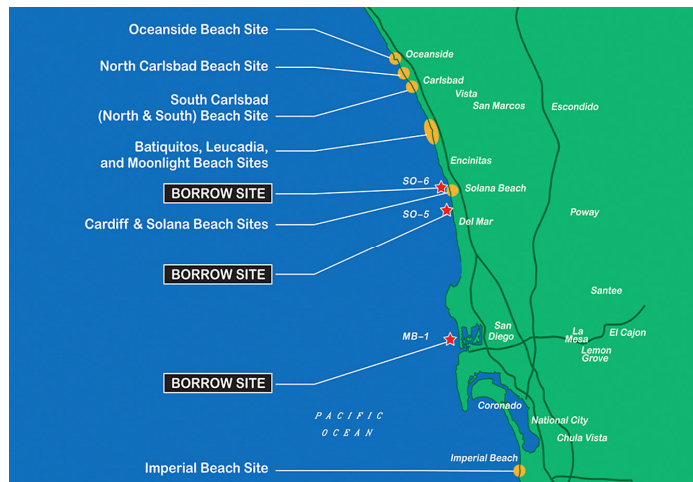 Oceanside Beach Site
North Carlsbad Beach Site
South Carlsbad
(North & South) Beach Site
Batiquitos, Leucadia,
and Moonlight Beach Sites
BORROW SITE
Cardiff & Solana Beach Sites
BORROW SITE
BORROW SITE
Imperial Beach Site
Oceanside
Carlsbad
Vista
San Marcos
Escondido
Encinitas
SO-6
Solana Beach
SO-5
Del Mar
Poway
Santee
MB-1
San
Diego
La
Mesa
El Cajon
Lemon
Grove
Coronado
National City
Chula Vista
Imperial Beach
PACIFIC
OCEAN